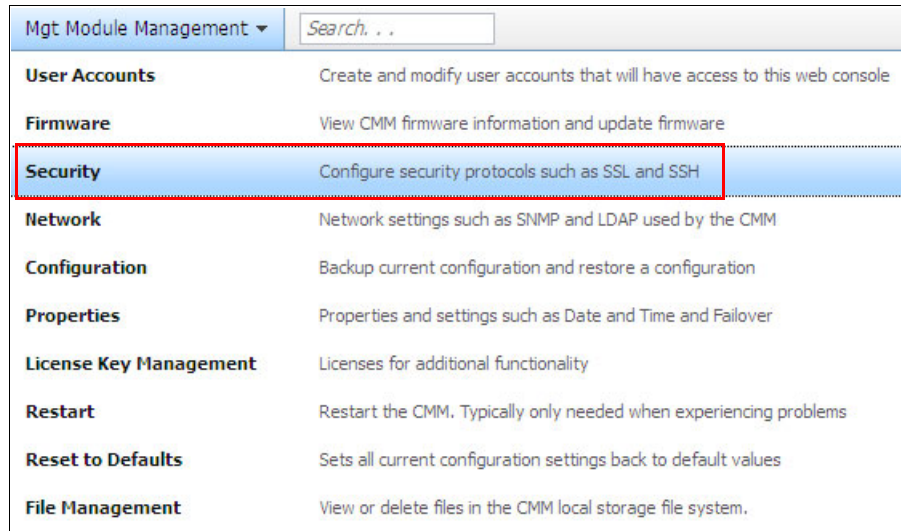 Mgt Module Management Search. . .
User Accounts Create and modify user accounts that will have access to this web console
Firmware View CMM firmware information and update firmware
Security Configure security protocols such as SSL and SSH
Network Network settings such as SNMP and LDAP used by the CMM
Configuration Backup current configuration and restore a configuration
Properties Properties and settings such as Date and Time and Failover
License Key Management Licenses for additional functionality
Restart Restart the CMM. Typically only needed when experiencing problems
Reset to Defaults Sets all current configuration settings back to default values
File Management View or delete files in the CMM local storage file system.